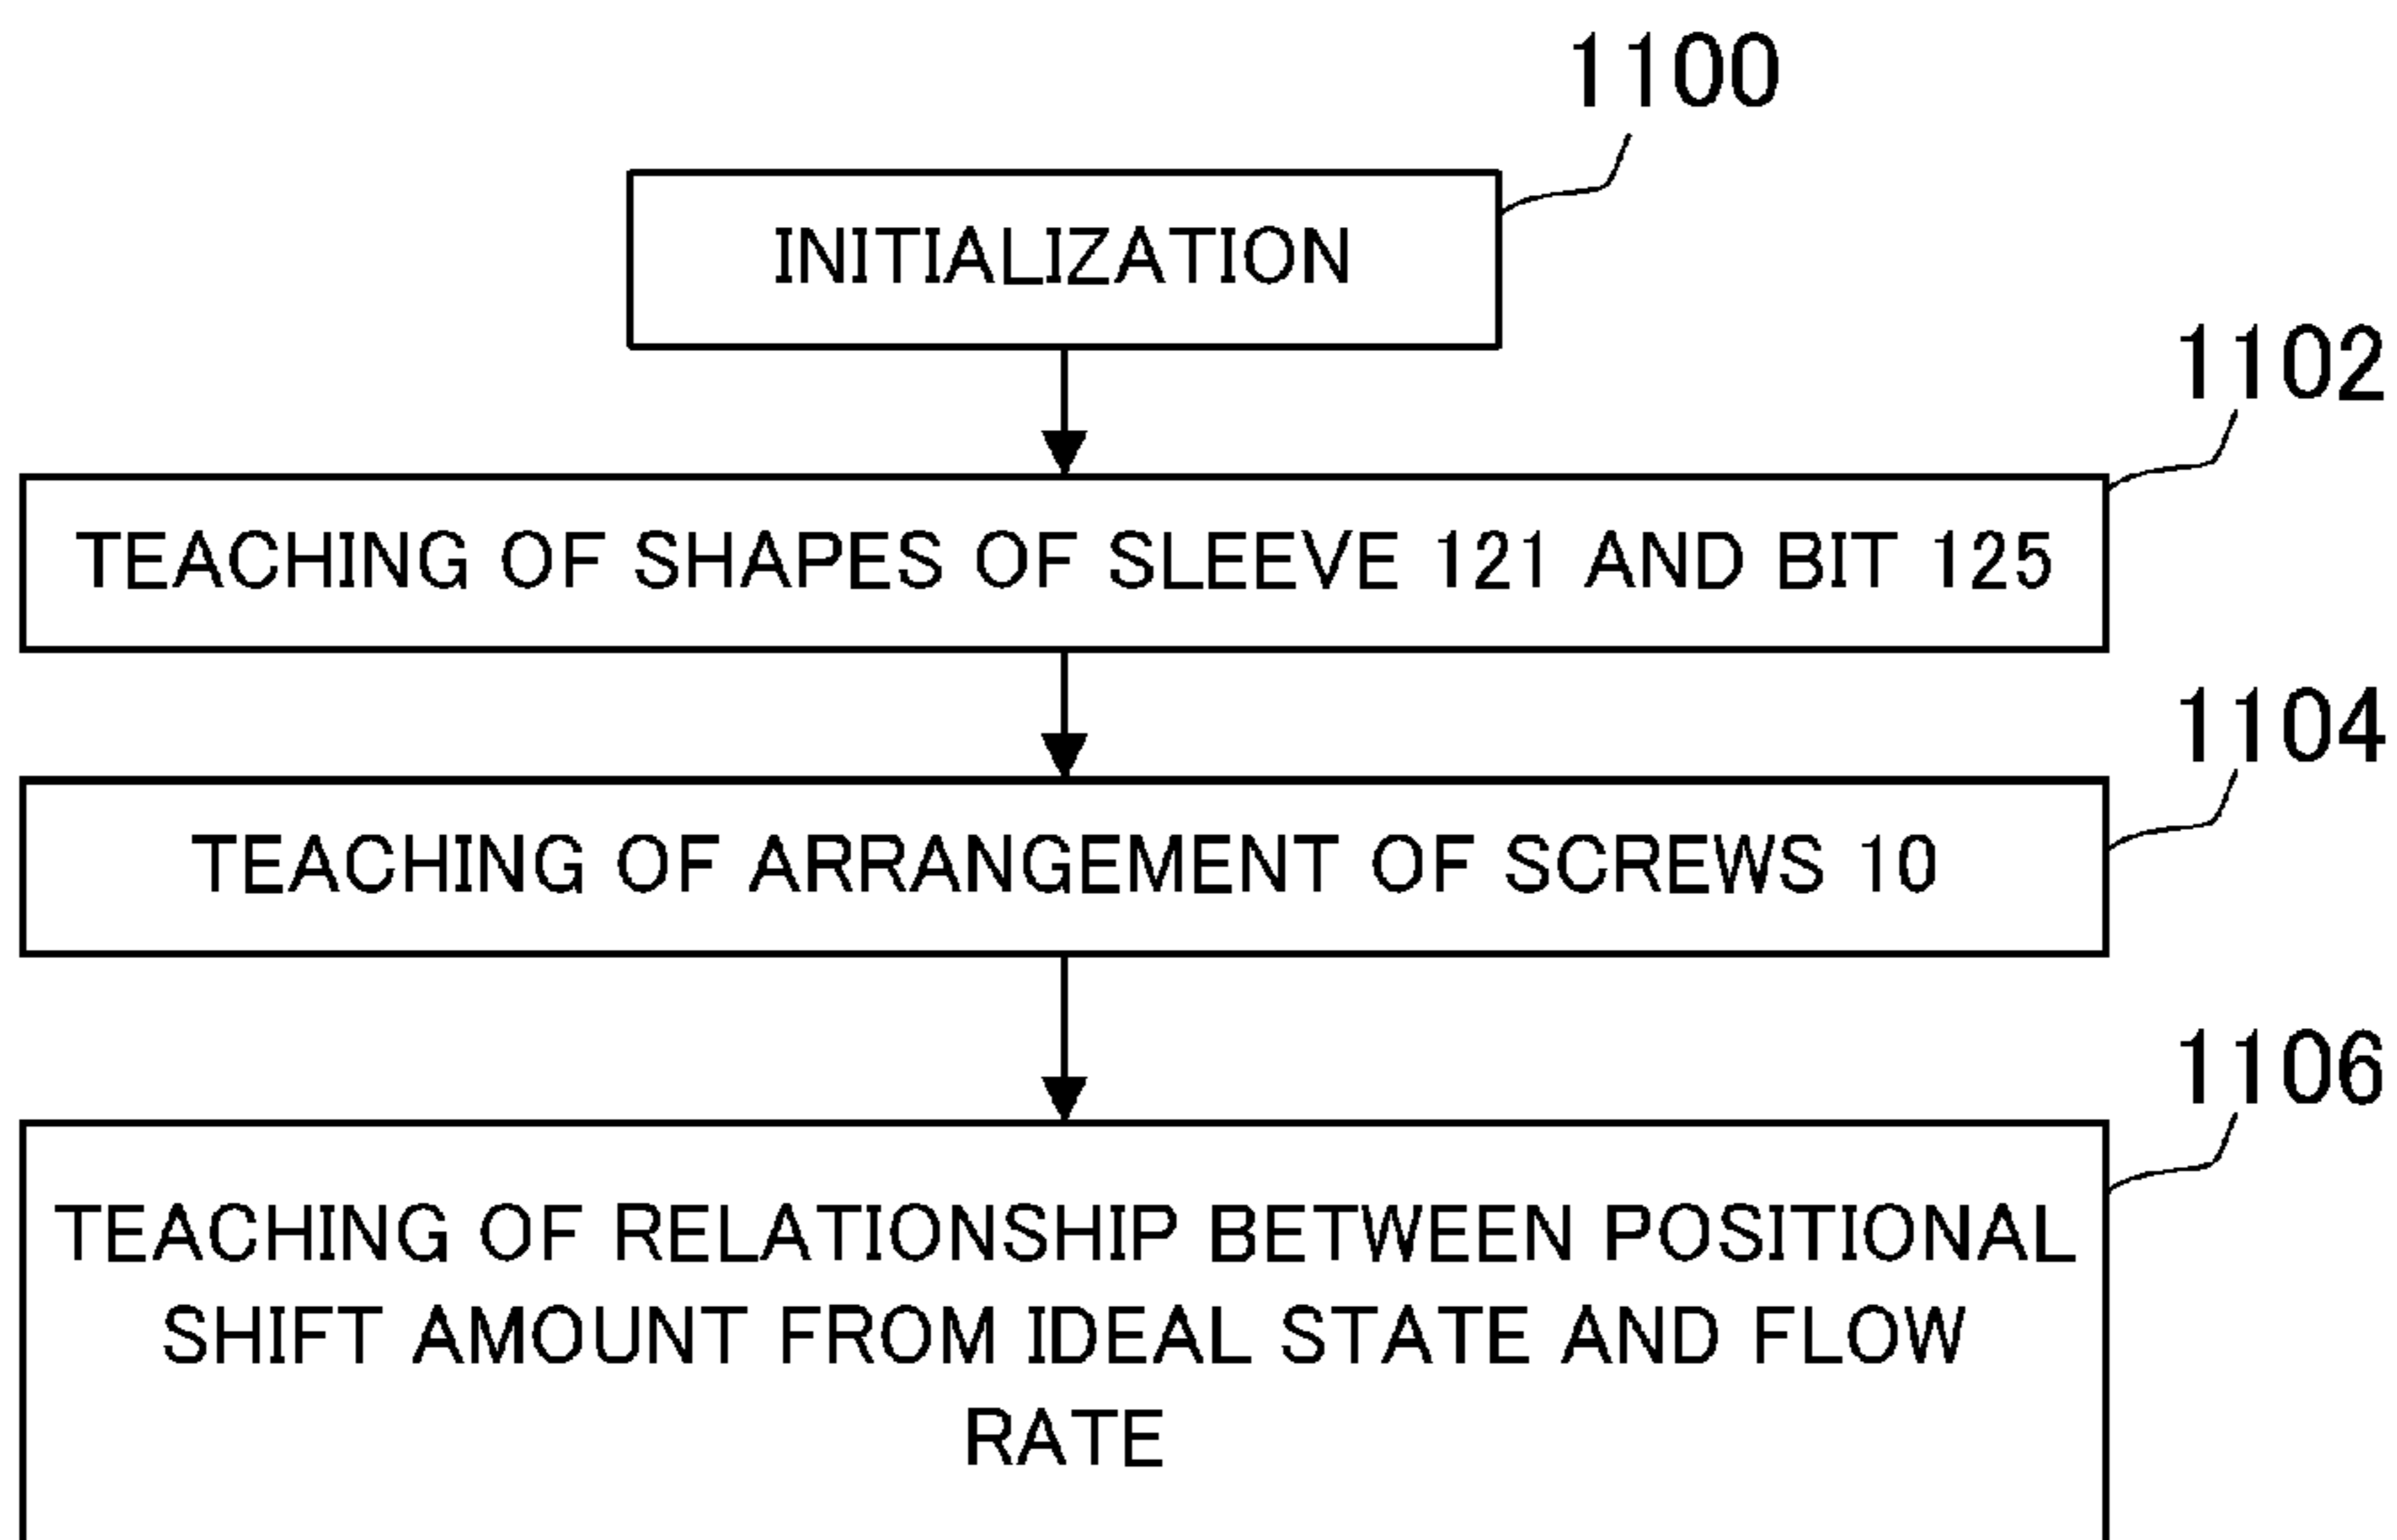 1100
INITIALIZATION
1102
TEACHING OF SHAPES OF SLEEVE 121 AND BIT 125
1104
TEACHING OF ARRANGEMENT OF SCREWS 10
1106
TEACHING OF RELATIONSHIP BETWEEN POSITIONAL
SHIFT AMOUNT FROM IDEAL STATE AND FLOW
RATE